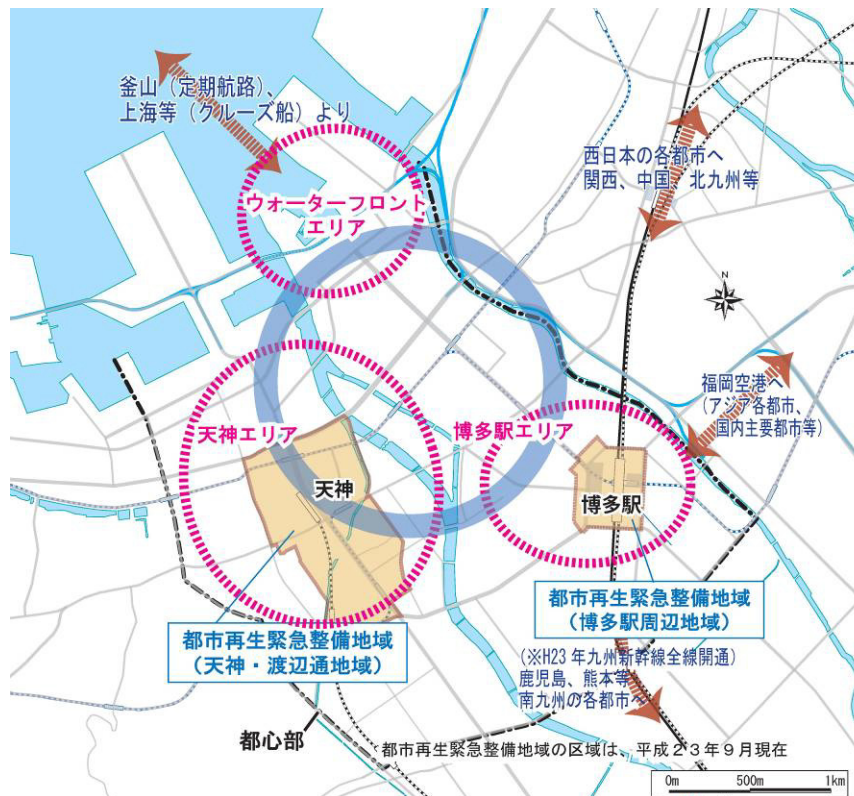 釜山（定期航路）、
上海等（クルーズ船）より
西日本の各都市へ
関西、中国、北九州等
ウォーターフロント
エリア
N
福岡空港へ
（アジア各都市、
国内主要都市等）
天神エリア
博多駅エリア
天神
博多駅
都市再生緊急整備地域
（博多駅周辺地域）
都市再生緊急整備地域
（天神・渡辺通地域）
（※H23年九州新幹線全線開通）
鹿児島、熊本等
南九州の各都市へ
都心部
都市再生緊急整備地域の区域は、平成２３年９月現在
0m 500m 1km